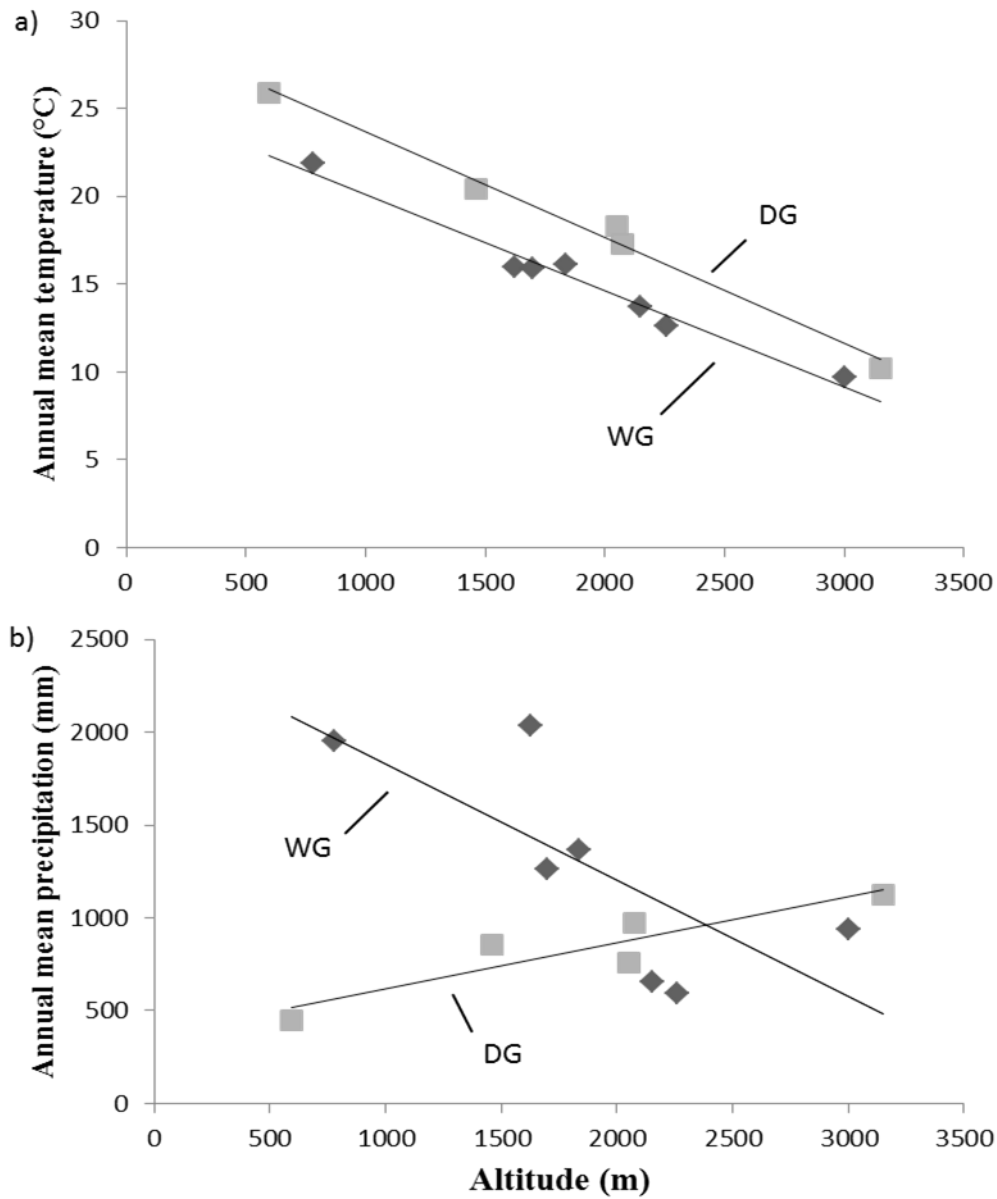 a)
Annual mean temperature (°C)
30
25
20
15
10
5
0
DG
WG
0 500 1000 1500 2000 2500 3000 3500
b)
Annual mean precipitation (mm)
2500
2000
1500
1000
500
0
WG
DG
0 500 1000 1500 2000 2500 3000 3500
Altitude (m)